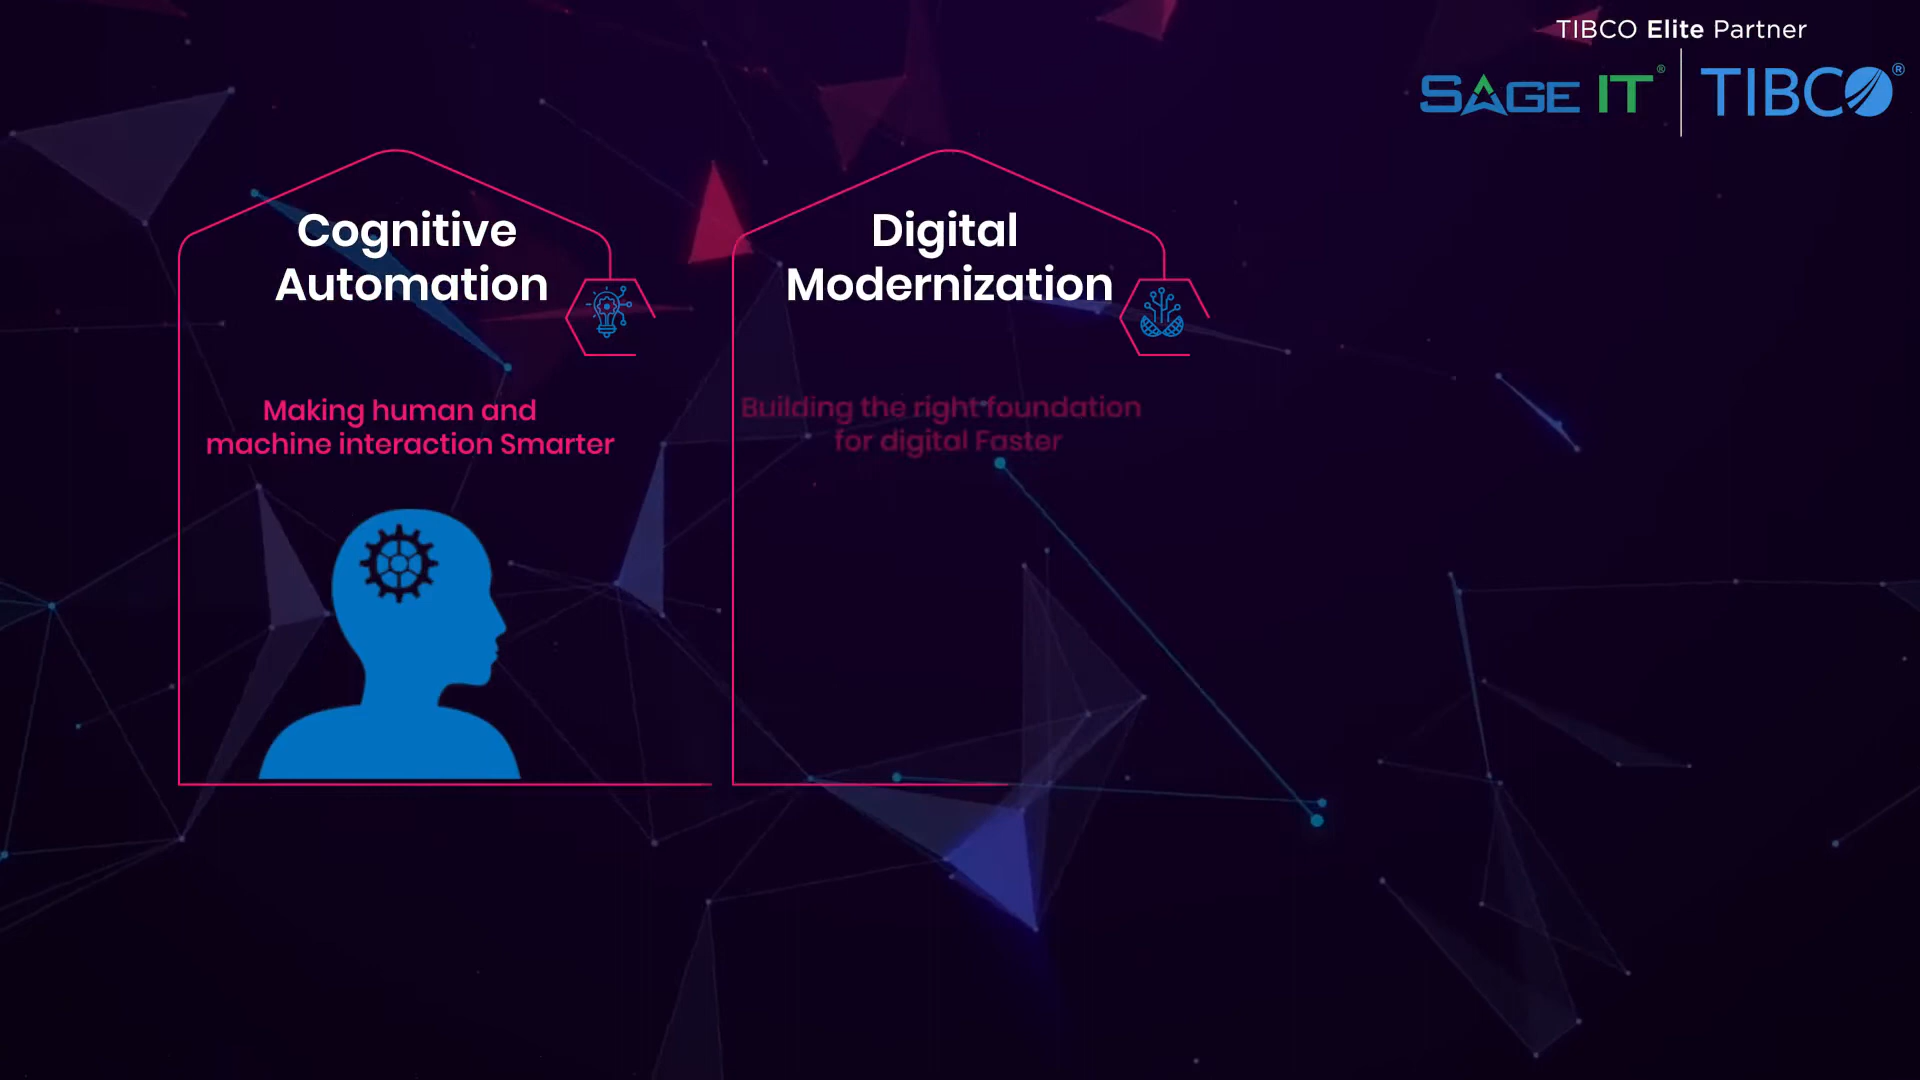 TIBCO Elite Partner
SAGE IT®
TIBCO®
Cognitive
Automation
Making human and
machine interaction Smarter
Digital
Modernization
Building the right foundation
for digital Faster